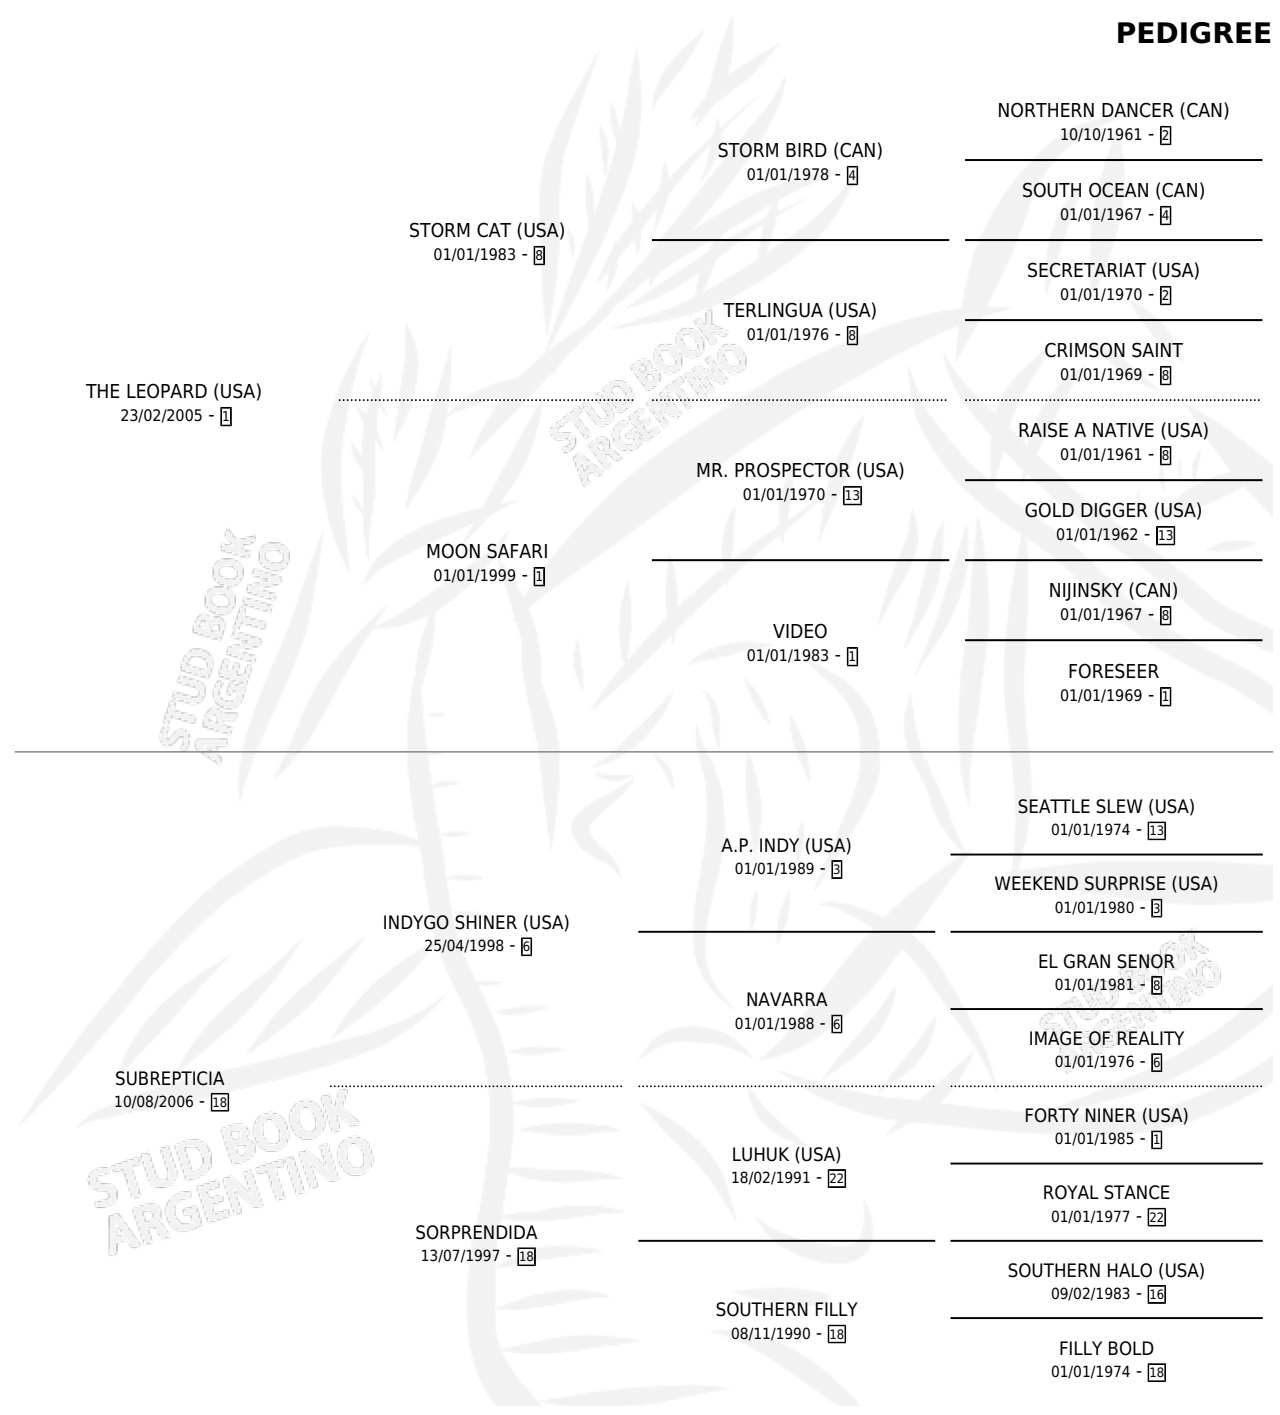 PEDIGREE
NORTHERN DANCER (CAN)
10/10/1961 - 2
STORM BIRD (CAN)
01/01/1978 - 4
SOUTH OCEAN (CAN)
01/01/1967 - 4
STORM CAT (USA)
01/01/1983 - 8
SECRETARIAT (USA)
01/01/1970 - 2
TERLINGUA (USA)
01/01/1976 - 8
CRIMSON SAINT
01/01/1969 - 8
THE LEOPARD (USA)
23/02/2005 - 1
RAISE A NATIVE (USA)
01/01/1961 - 8
MR. PROSPECTOR (USA)
01/01/1970 - 13
GOLD DIGGER (USA)
01/01/1962 - 13
MOON SAFARI
01/01/1999 - 1
NIJINSKY (CAN)
01/01/1967 - 8
VIDEO
01/01/1983 - 1
FORESEER
01/01/1969 - 1
SEATTLE SLEW (USA)
01/01/1974 - 13
A.P. INDY (USA)
01/01/1989 - 3
WEEKEND SURPRISE (USA)
01/01/1980 - 3
INDYGO SHINER (USA)
25/04/1998 - 6
EL GRAN SENOR
01/01/1981 - 8
NAVARRA
01/01/1988 - 6
IMAGE OF REALITY
01/01/1976 - 6
SUBREPTICIA
10/08/2006 - 18
FORTY NINER (USA)
01/01/1985 - 1
LUHUK (USA)
18/02/1991 - 22
ROYAL STANCE
01/01/1977 - 22
SORPRENDIDA
13/07/1997 - 18
SOUTHERN HALO (USA)
09/02/1983 - 16
SOUTHERN FILLY
08/11/1990 - 18
FILLY BOLD
01/01/1974 - 18
STUD BOOK
ARGENTINO
STUD BOOK
ARGENTINO
STUD BOOK
ARGENTINO
STUD BOOK
ARGENTINO